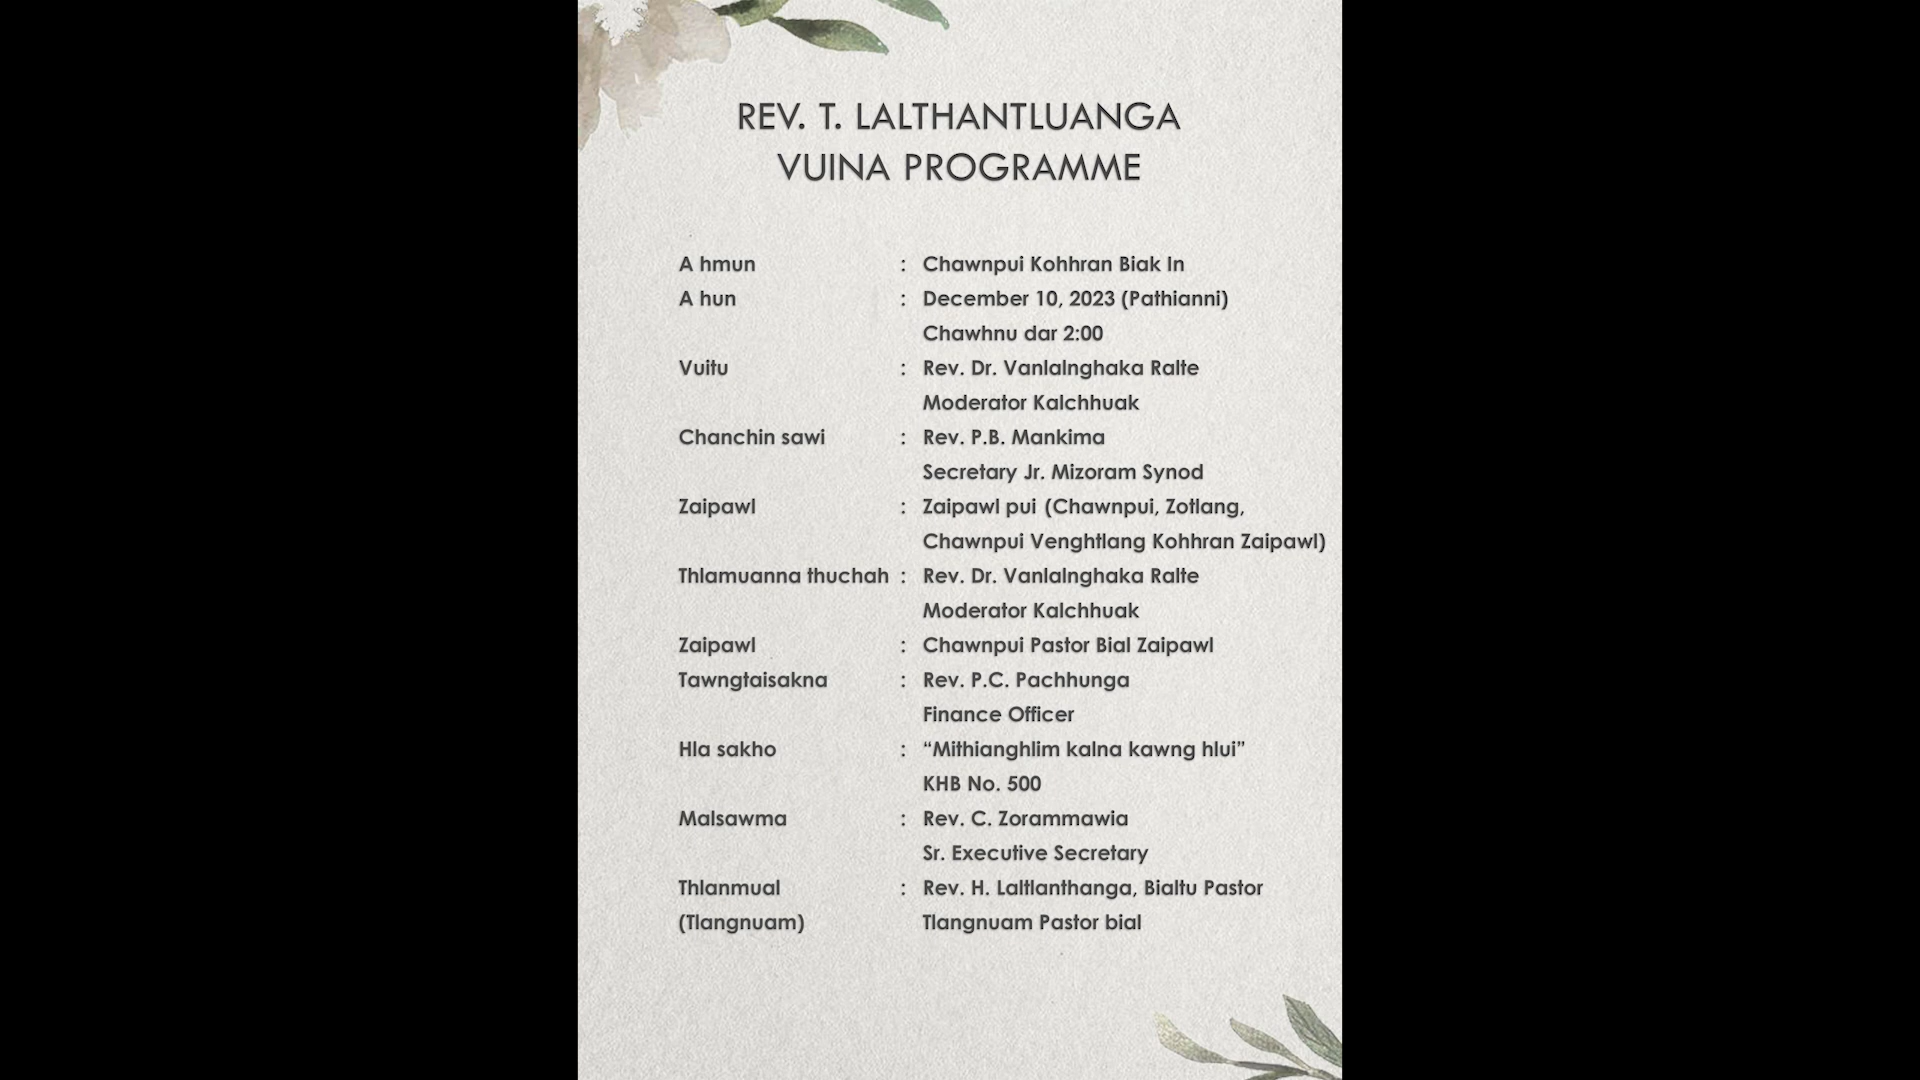 REV. T. LALTHANTLUANGA
VUINA PROGRAMME
A hmun : Chawnpui Kohhran Biak In
A hun : December 10, 2023 (Pathianni)
Chawhnu dar 2:00
Vuitu : Rev. Dr. Vanlalnghaka Ralte
Moderator Kalchhuak
Chanchin sawi : Rev. P.B. Mankima
Secretary Jr. Mizoram Synod
Zaipawl : Zaipawl pui (Chawnpui, Zotlang,
Chawnpui Venghtlang Kohhran Zaipawl)
Thlamuanna thuchah : Rev. Dr. Vanlalnghaka Ralte
Moderator Kalchhuak
Zaipawl : Chawnpui Pastor Bial Zaipawl
Tawngtaisakna : Rev. P.C. Pachhunga
Finance Officer
Hla sakho : “Mithianghlim kalna kawng hlui”
KHB No. 500
Malsawma : Rev. C. Zorammawia
Sr. Executive Secretary
Thlanmual : Rev. H. Laltlanthanga, Bialtu Pastor
(Tlangnuam) Tlangnuam Pastor bial